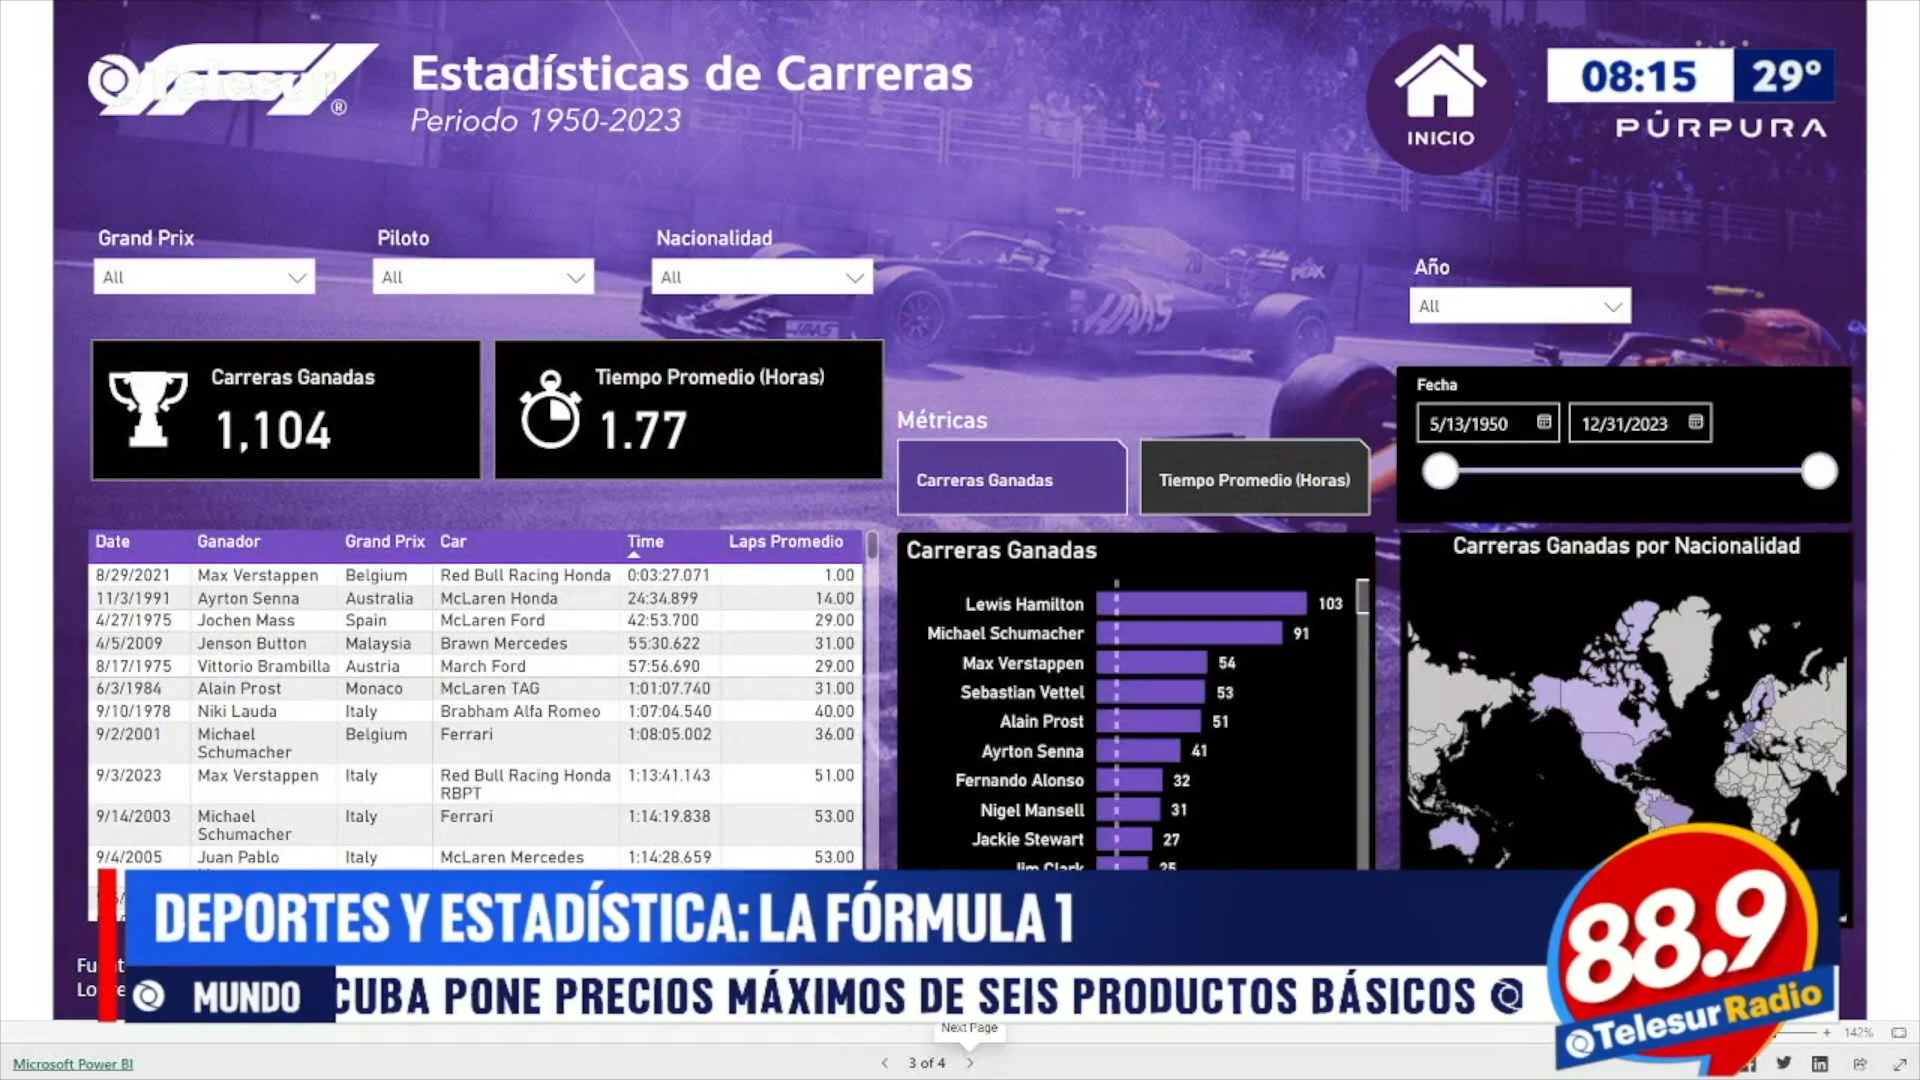 Telesur
®
Estadísticas de Carreras
Periodo 1950-2023
INICIO
08:15 29°
PÚRPURA
Grand Prix
All
Piloto
All
Nacionalidad
All
Año
All
HAAS
HAAS
Carreras Ganadas
1,104
Tiempo Promedio (Horas)
1.77
Métricas
Carreras Ganadas
Tiempo Promedio (Horas)
Fecha
5/13/1950
12/31/2023
Date Ganador Grand Prix Car Time Laps Promedio
8/29/2021 Max Verstappen Belgium Red Bull Racing Honda 0:03:27.071 1.00
11/3/1991 Ayrton Senna Australia McLaren Honda 24:34.899 14.00
4/27/1975 Jochen Mass Spain McLaren Ford 42:53.700 29.00
4/5/2009 Jenson Button Malaysia Brawn Mercedes 55:30.622 31.00
8/17/1975 Vittorio Brambilla Austria March Ford 57:56.690 29.00
6/3/1984 Alain Prost Monaco McLaren TAG 1:01:07.740 31.00
9/10/1978 Niki Lauda Italy Brabham Alfa Romeo 1:07:04.540 40.00
9/2/2001 Michael Belgium Ferrari 1:08:05.002 36.00
Schumacher
9/3/2023 Max Verstappen Italy Red Bull Racing Honda 1:13:41.143 51.00
RBPT
9/14/2003 Michael Italy Ferrari 1:14:19.838 53.00
Schumacher
9/4/2005 Juan Pablo Italy McLaren Mercedes 1:14:28.659 53.00
Carreras Ganadas
Lewis Hamilton 103
Michael Schumacher 91
Max Verstappen 54
Sebastian Vettel 53
Alain Prost 51
Ayrton Senna 41
Fernando Alonso 32
Nigel Mansell 31
Jackie Stewart 27
Jim Clark 25
Carreras Ganadas por Nacionalidad
DEPORTES Y ESTADÍSTICA: LA FÓRMULA 1
MUNDO CUBA PONE PRECIOS MÁXIMOS DE SEIS PRODUCTOS BÁSICOS
88.9
Telesur Radio
Next Page
142%
Microsoft Power BI
3 of 4